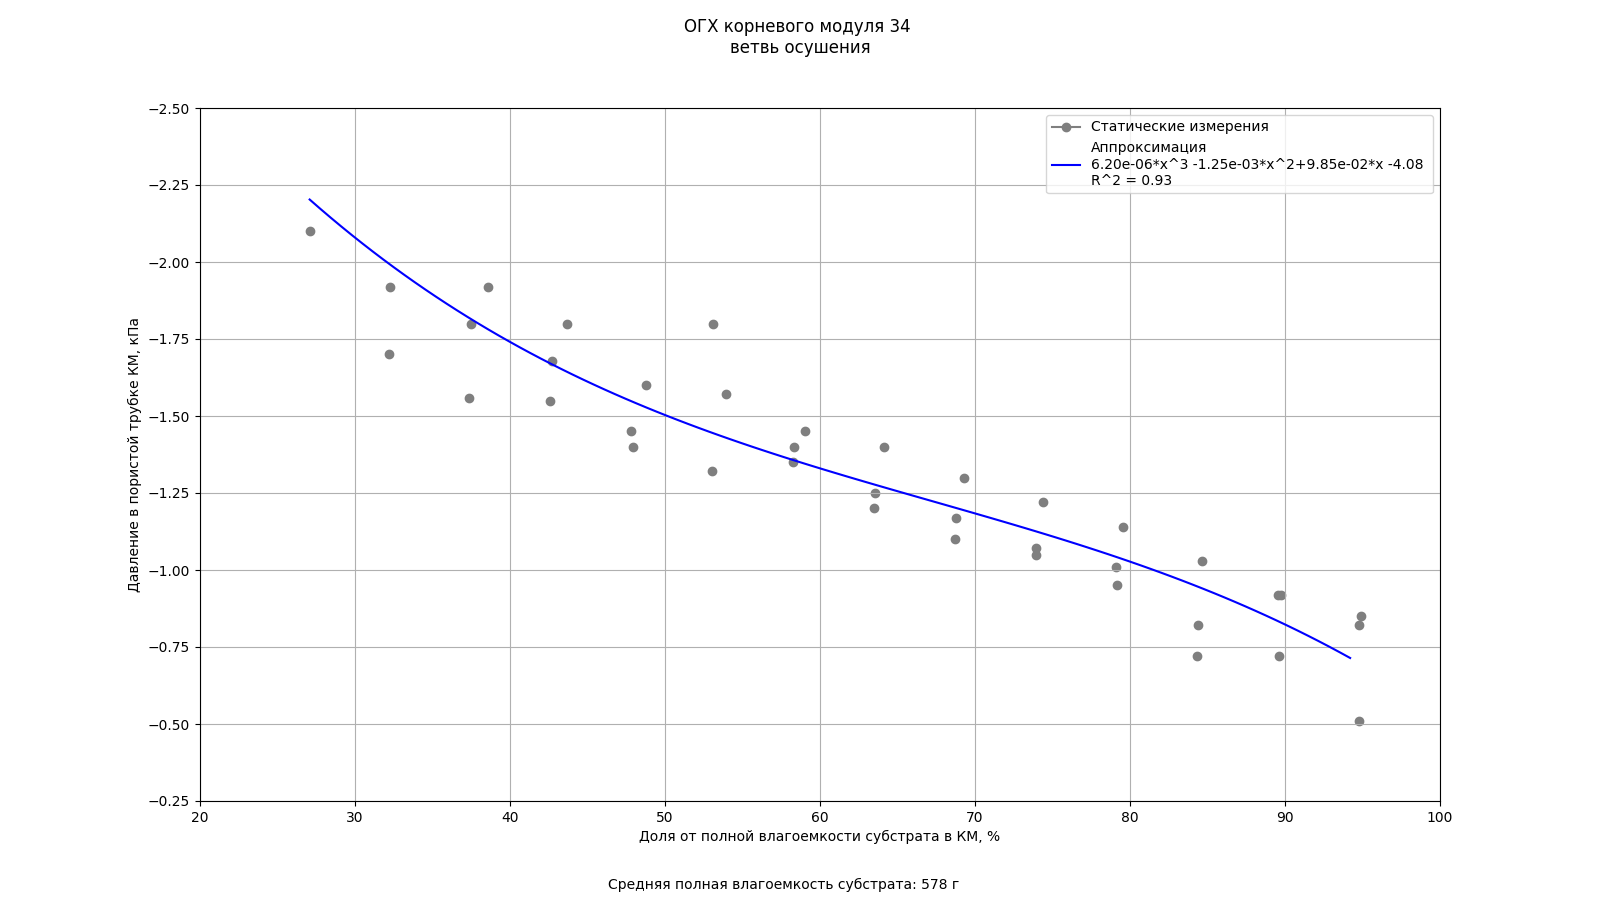 ОГХ корневого модуля 34
ветвь осушения
−2.50
−2.25
−2.00
−1.75
−1.50
−1.25
−1.00
−0.75
−0.50
−0.25
Давление в пористой трубке КМ, кПа
Статические измерения
Аппроксимация
6.20e-06*x^3 -1.25e-03*x^2+9.85e-02*x -4.08
R^2 = 0.93
20 30 40 50 60 70 80 90 100
Доля от полной влагоемкости субстрата в КМ, %
Средняя полная влагоемкость субстрата: 578 г